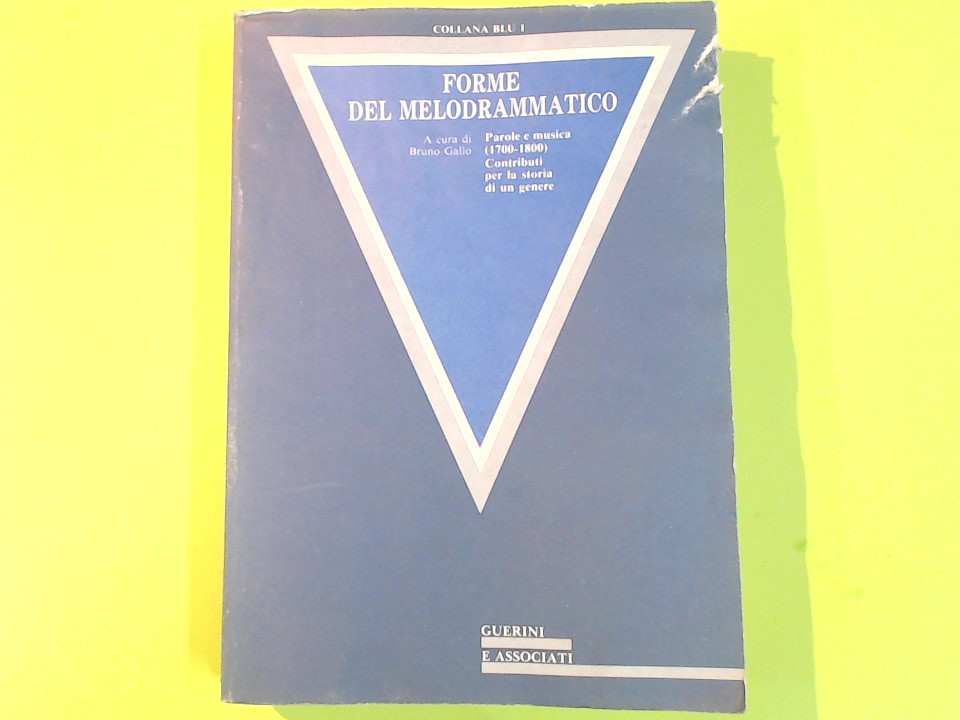 COLLANA BLU 1
FORME
DEL MELODRAMMATICO
A cura di
Bruno Gallo
Parole e musica
(1700-1800)
Contributi
per la storia
di un genere
GUERINI
E ASSOCIATI